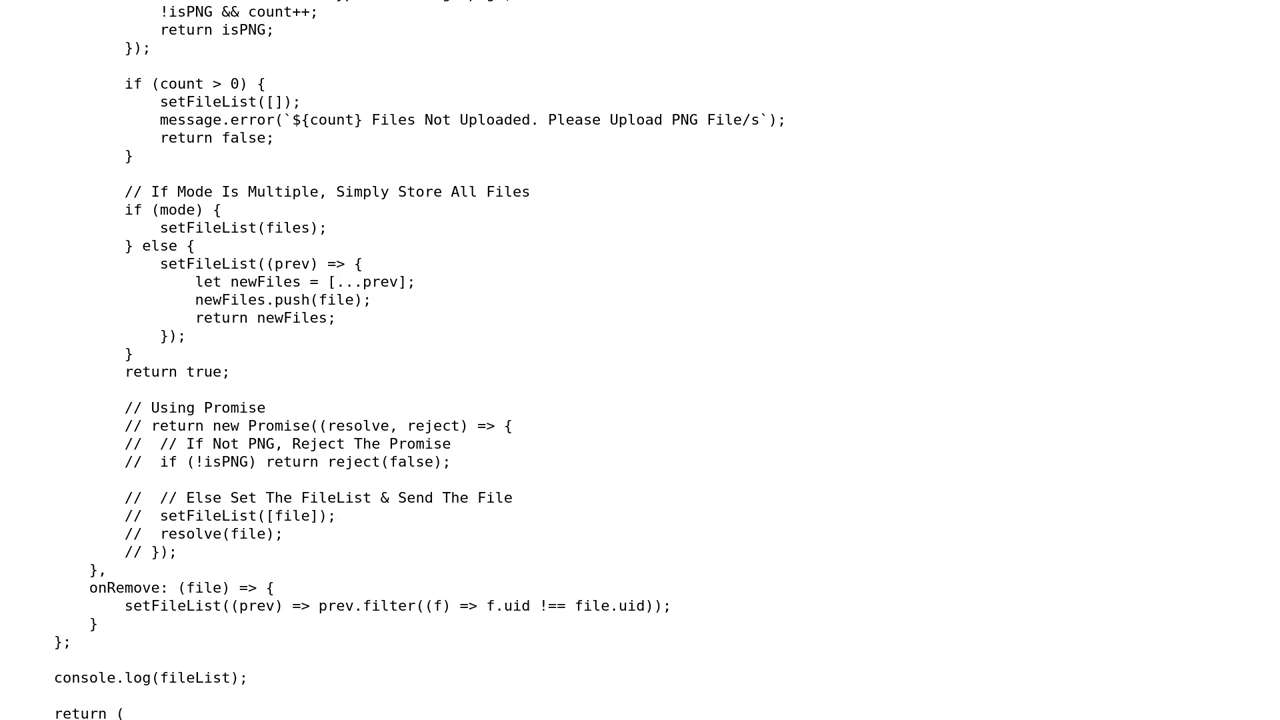 !isPNG && count++;
return isPNG;
});
if (count > 0) {
setFileList([]);
message.error(`${count} Files Not Uploaded. Please Upload PNG File/s`);
return false;
}
// If Mode Is Multiple, Simply Store All Files
if (mode) {
setFileList(files);
} else {
setFileList((prev) => {
let newFiles = [...prev];
newFiles.push(file);
return newFiles;
});
}
return true;
// Using Promise
// return new Promise((resolve, reject) => {
//  // If Not PNG, Reject The Promise
//  if (!isPNG) return reject(false);
//  // Else Set The FileList & Send The File
//  setFileList([file]);
//  resolve(file);
// });
},
onRemove: (file) => {
setFileList((prev) => prev.filter((f) => f.uid !== file.uid));
}
};
console.log(fileList);
return (